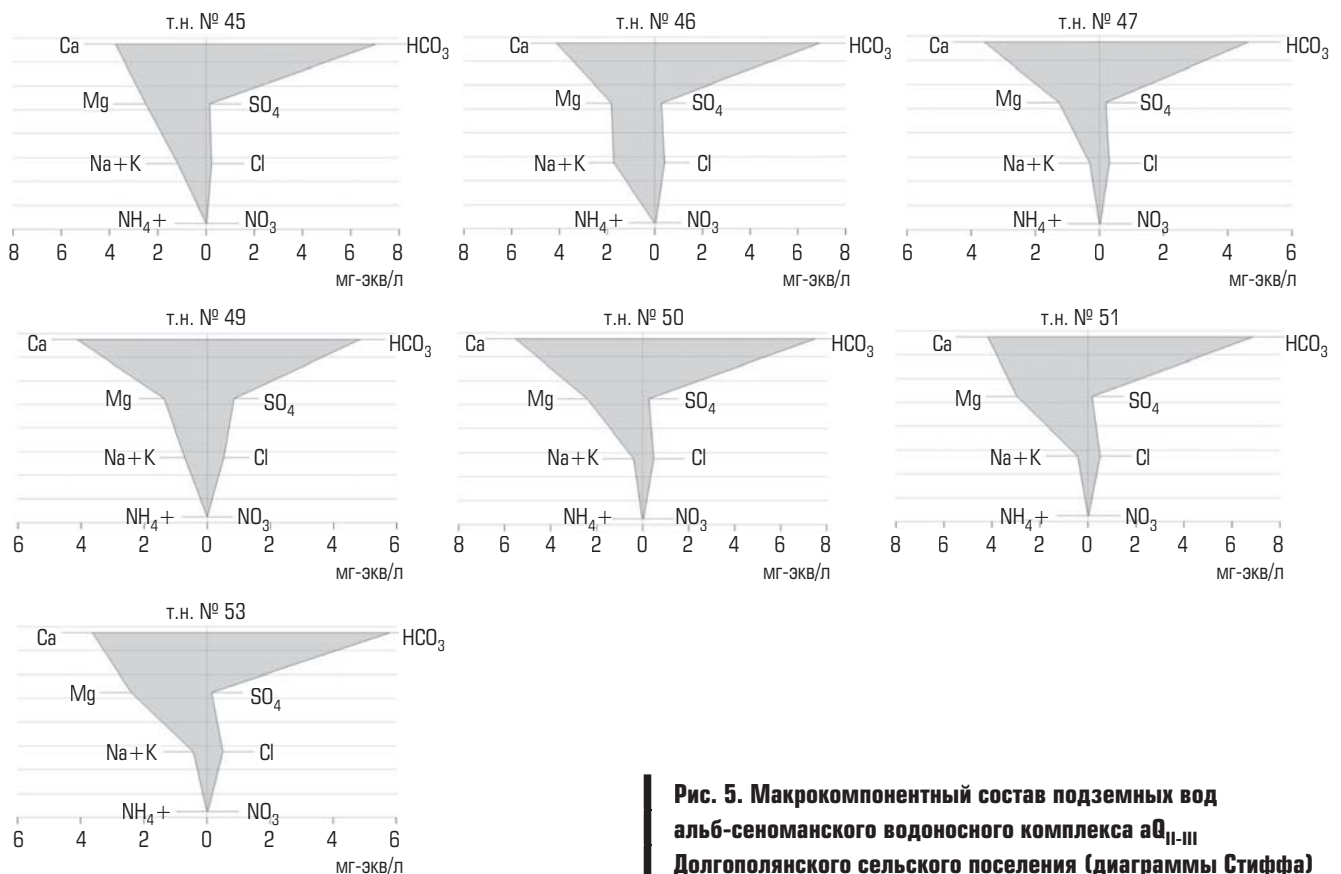 т.н. № 45
Ca
HCO₃
Mg
SO₄
Na+K
Cl
NH₄+
NO₃
8 6 4 2 0 2 4 6 8
мг-экв/л
т.н. № 46
Ca
HCO₃
Mg
SO₄
Na+K
Cl
NH₄+
NO₃
8 6 4 2 0 2 4 6 8
мг-экв/л
т.н. № 47
Ca
HCO₃
Mg
SO₄
Na+K
Cl
NH₄+
NO₃
6 4 2 0 2 4 6
мг-экв/л
т.н. № 49
Ca
HCO₃
Mg
SO₄
Na+K
Cl
NH₄+
NO₃
6 4 2 0 2 4 6
мг-экв/л
т.н. № 50
Ca
HCO₃
Mg
SO₄
Na+K
Cl
NH₄+
NO₃
8 6 4 2 0 2 4 6 8
мг-экв/л
т.н. № 51
Ca
HCO₃
Mg
SO₄
Na+K
Cl
NH₄+
NO₃
8 6 4 2 0 2 4 6 8
мг-экв/л
т.н. № 53
Ca
HCO₃
Mg
SO₄
Na+K
Cl
NH₄+
NO₃
6 4 2 0 2 4 6
мг-экв/л
Рис. 5. Макрокомпонентный состав подземных вод
альб-сеноманского водоносного комплекса aQII-III
Долгополянского сельского поселения (диаграммы Стиффа)